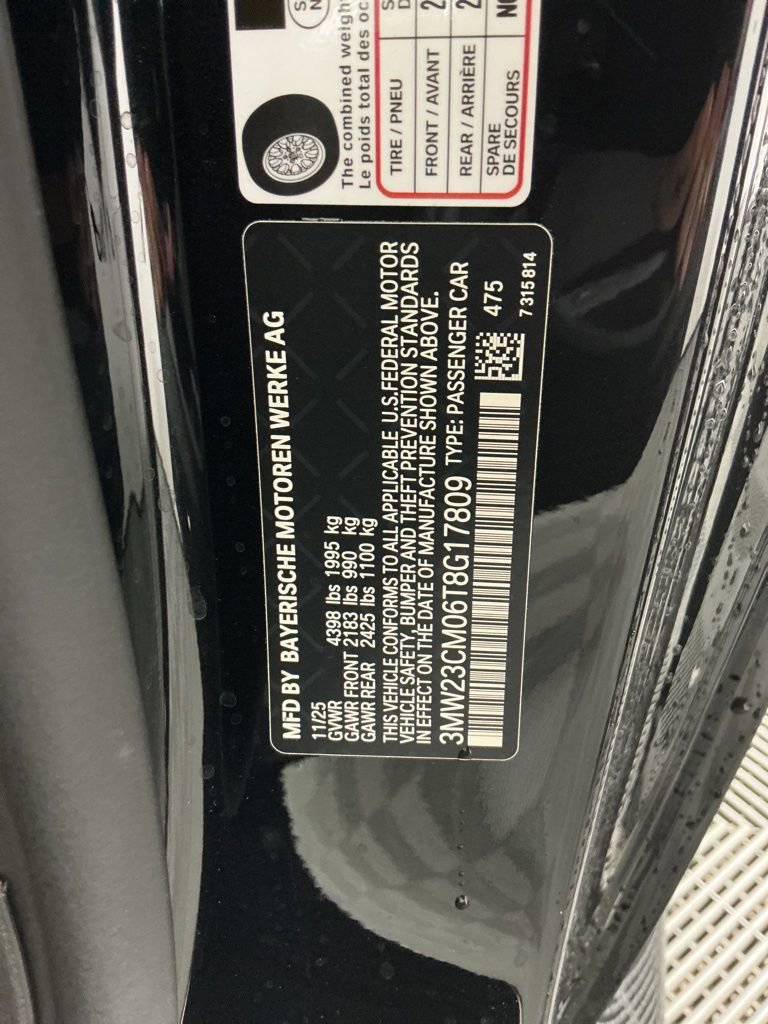 The combined weight
Le poids total des oc
TIRE / PNEU
FRONT / AVANT
REAR / ARRIÈRE
SPARE
DE SECOURS
MFD BY BAYERISCHE MOTOREN WERKE AG
11/25
GVWR 4398 lbs 1995 kg
GAWR FRONT 2183 lbs 990 kg
GAWR REAR 2425 lbs 1100 kg
THIS VEHICLE CONFORMS TO ALL APPLICABLE U.S. FEDERAL MOTOR
VEHICLE SAFETY, BUMPER AND THEFT PREVENTION STANDARDS
IN EFFECT ON THE DATE OF MANUFACTURE SHOWN ABOVE.
3MW23CM06T8G17809 TYPE: PASSENGER CAR
475
7 315 814